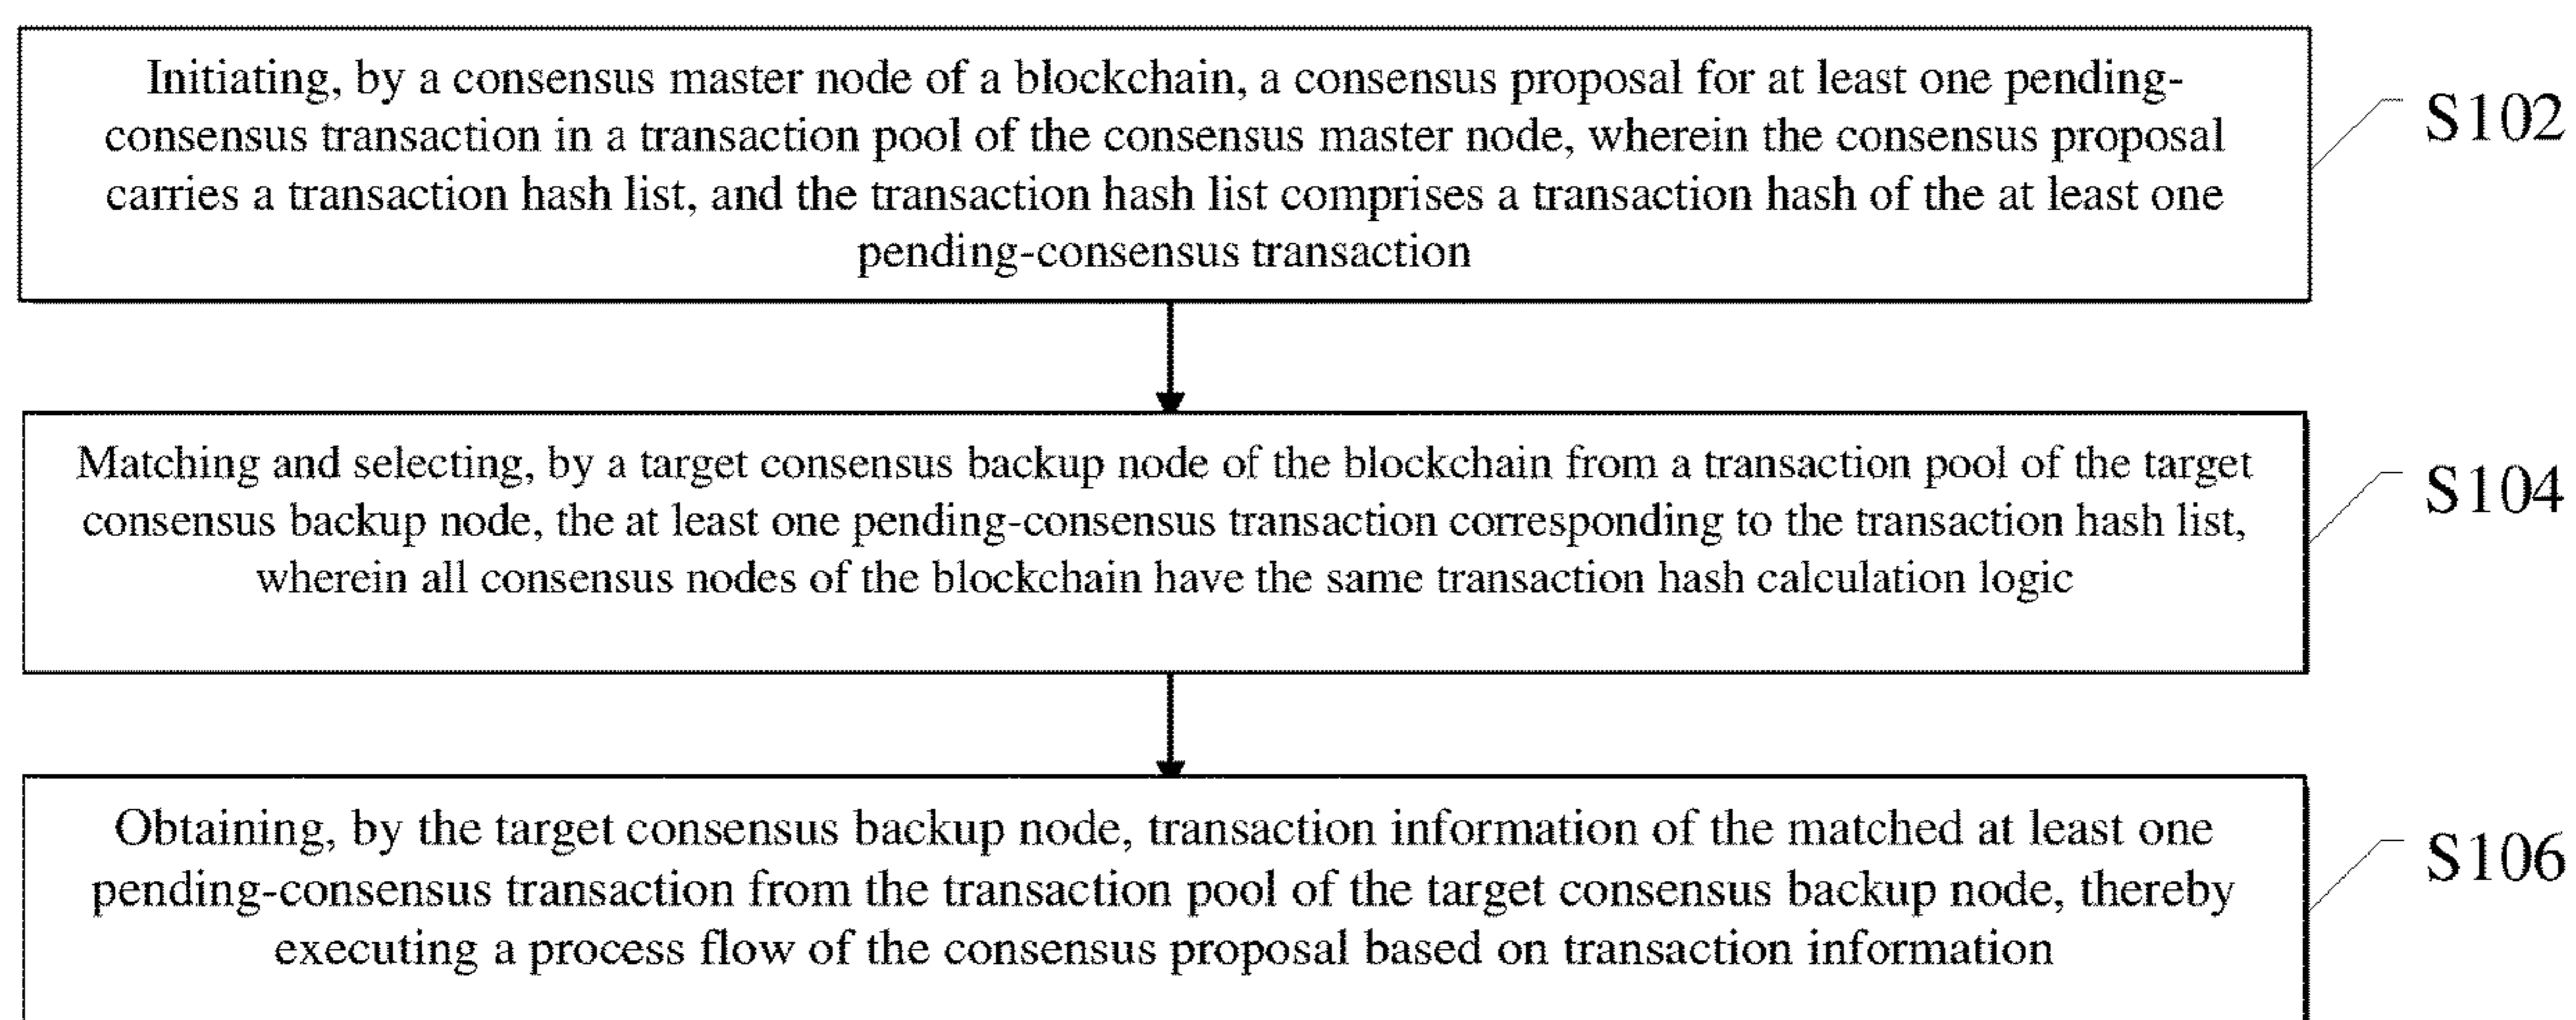 Initiating, by a consensus master node of a blockchain, a consensus proposal for at least one pending-
consensus transaction in a transaction pool of the consensus master node, wherein the consensus proposal
carries a transaction hash list, and the transaction hash list comprises a transaction hash of the at least one
pending-consensus transaction
S102
Matching and selecting, by a target consensus backup node of the blockchain from a transaction pool of the target
consensus backup node, the at least one pending-consensus transaction corresponding to the transaction hash list,
wherein all consensus nodes of the blockchain have the same transaction hash calculation logic
S104
Obtaining, by the target consensus backup node, transaction information of the matched at least one
pending-consensus transaction from the transaction pool of the target consensus backup node, thereby
executing a process flow of the consensus proposal based on transaction information
S106